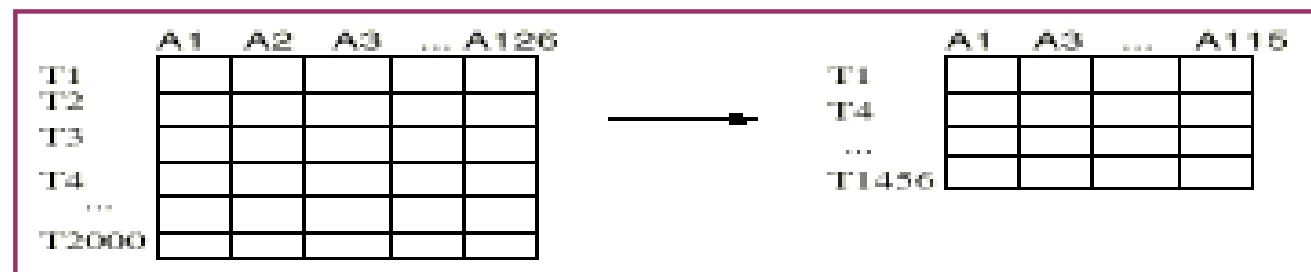 A1 A2 A3 ... A126
T1
T2
T3
T4
...
T2000
A1 A3 ... A115
T1
T4
...
T1456